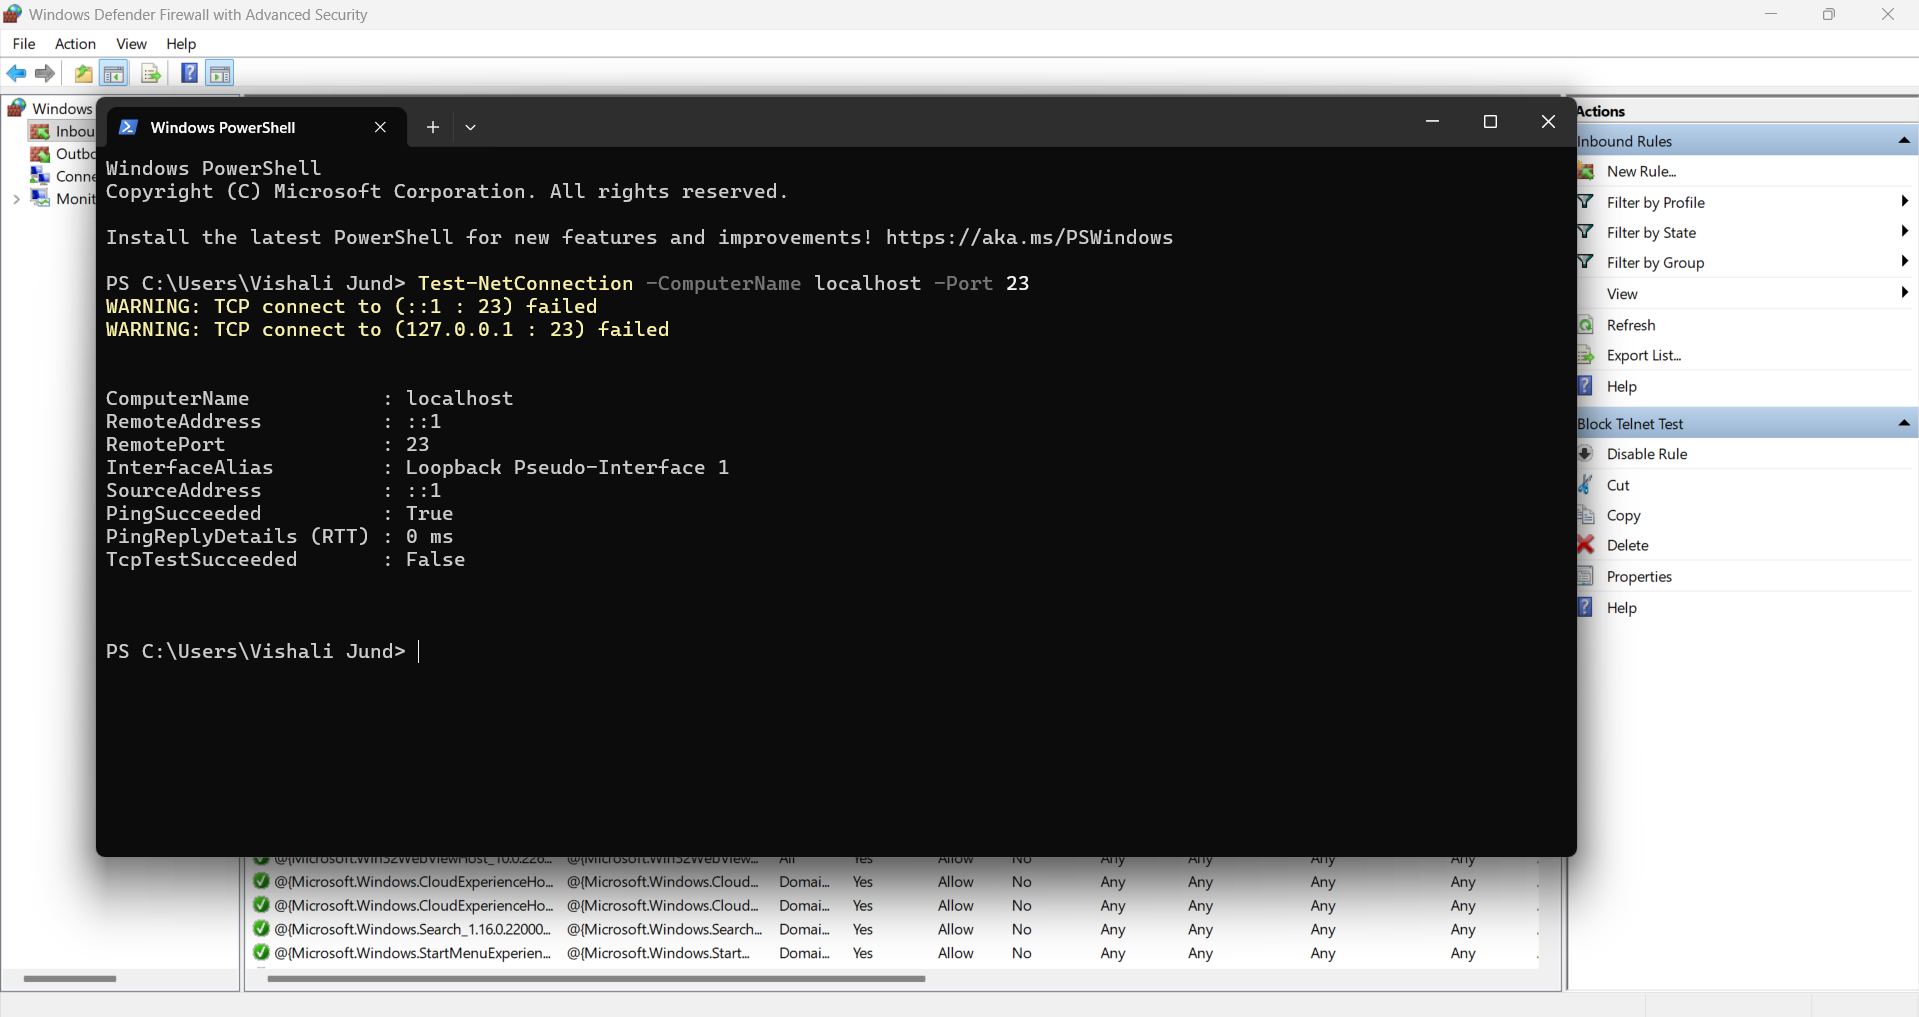 Windows Defender Firewall with Advanced Security
File Action View Help
Windows
Inbou
Outbo
Conne
Monit
Windows PowerShell
Windows PowerShell
Copyright (C) Microsoft Corporation. All rights reserved.
Install the latest PowerShell for new features and improvements! https://aka.ms/PSWindows
PS C:\Users\Vishali Jund> Test-NetConnection -ComputerName localhost -Port 23
WARNING: TCP connect to (::1 : 23) failed
WARNING: TCP connect to (127.0.0.1 : 23) failed
ComputerName : localhost
RemoteAddress : ::1
RemotePort : 23
InterfaceAlias : Loopback Pseudo-Interface 1
SourceAddress : ::1
PingSucceeded : True
PingReplyDetails (RTT) : 0 ms
TcpTestSucceeded : False
PS C:\Users\Vishali Jund>
@{Microsoft.Win32WebViewHost_10.0.226... @{Microsoft.Win32WebView... All Yes Allow No Any Any Any Any
@{Microsoft.Windows.CloudExperienceHo... @{Microsoft.Windows.Cloud... Domai... Yes Allow No Any Any Any Any
@{Microsoft.Windows.CloudExperienceHo... @{Microsoft.Windows.Cloud... Domai... Yes Allow No Any Any Any Any
@{Microsoft.Windows.Search_1.16.0.22000... @{Microsoft.Windows.Search... Domai... Yes Allow No Any Any Any Any
@{Microsoft.Windows.StartMenuExperien... @{Microsoft.Windows.Start... Domai... Yes Allow No Any Any Any Any
Actions
Inbound Rules
New Rule...
Filter by Profile
Filter by State
Filter by Group
View
Refresh
Export List...
Help
Block Telnet Test
Disable Rule
Cut
Copy
Delete
Properties
Help